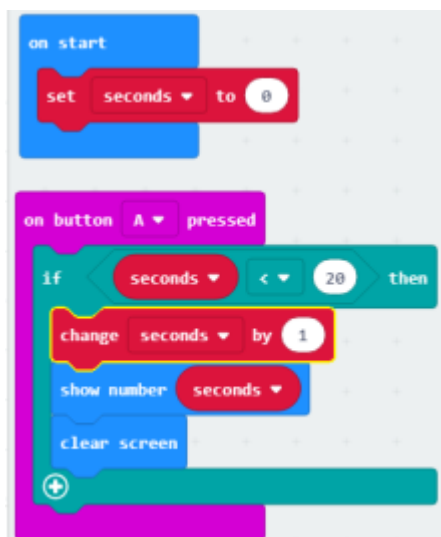 on start
set seconds to 0
on button A pressed
if seconds < 20 then
change seconds by 1
show number seconds
clear screen